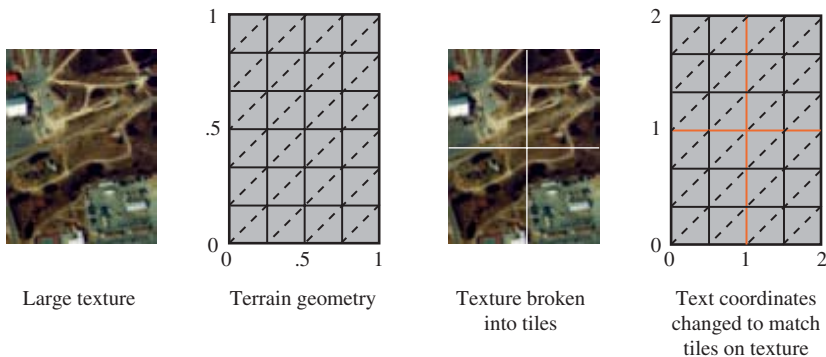 1
.5
0
0
.5
1
2
1
0
0
1
2
Large texture
Terrain geometry
Texture broken
into tiles
Text coordinates
changed to match
tiles on texture